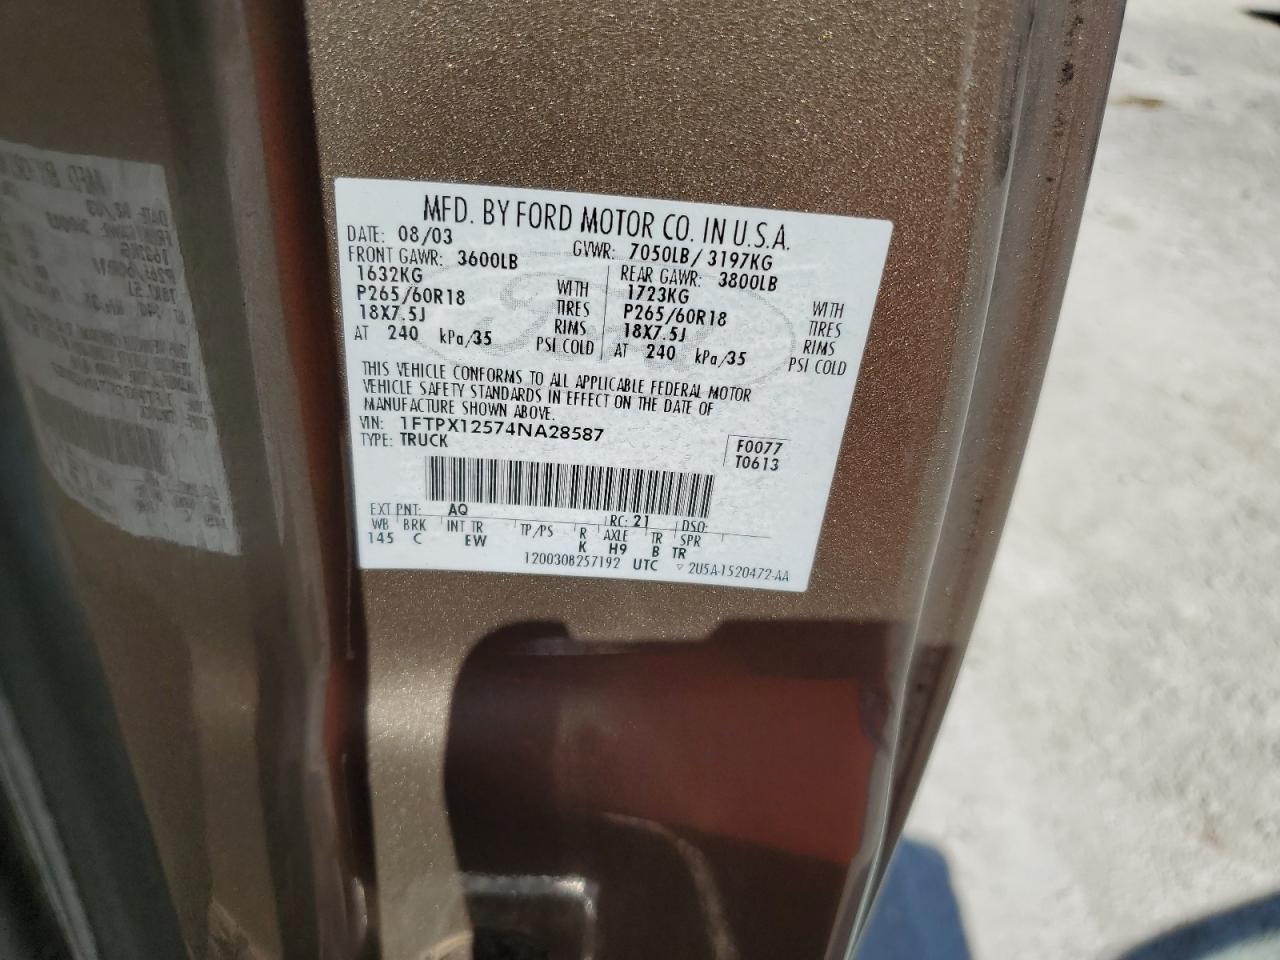 MFD. BY FORD MOTOR CO. IN U.S.A.
DATE: 08/03 GVWR: 7050LB/ 3197KG
FRONT GAWR: 3600LB REAR GAWR: 3800LB
1632KG WITH 1723KG WITH
P265/60R18 TIRES P265/60R18 TIRES
18X7.5J RIMS 18X7.5J RIMS
AT 240 kPa/35 PSI COLD AT 240 kPa/35 PSI COLD
THIS VEHICLE CONFORMS TO ALL APPLICABLE FEDERAL MOTOR
VEHICLE SAFETY STANDARDS IN EFFECT ON THE DATE OF
MANUFACTURE SHOWN ABOVE.
VIN: 1FTPX12574NA28587
TYPE: TRUCK
F0077
T0613
EXT PNT: AQ RC: 21 DSO:
WB BRK INT TR TP/PS R AXLE TR SPR
145 C EW K H9 B TR
1200308257192 UTC ▽ 2U5A-1520472-AA